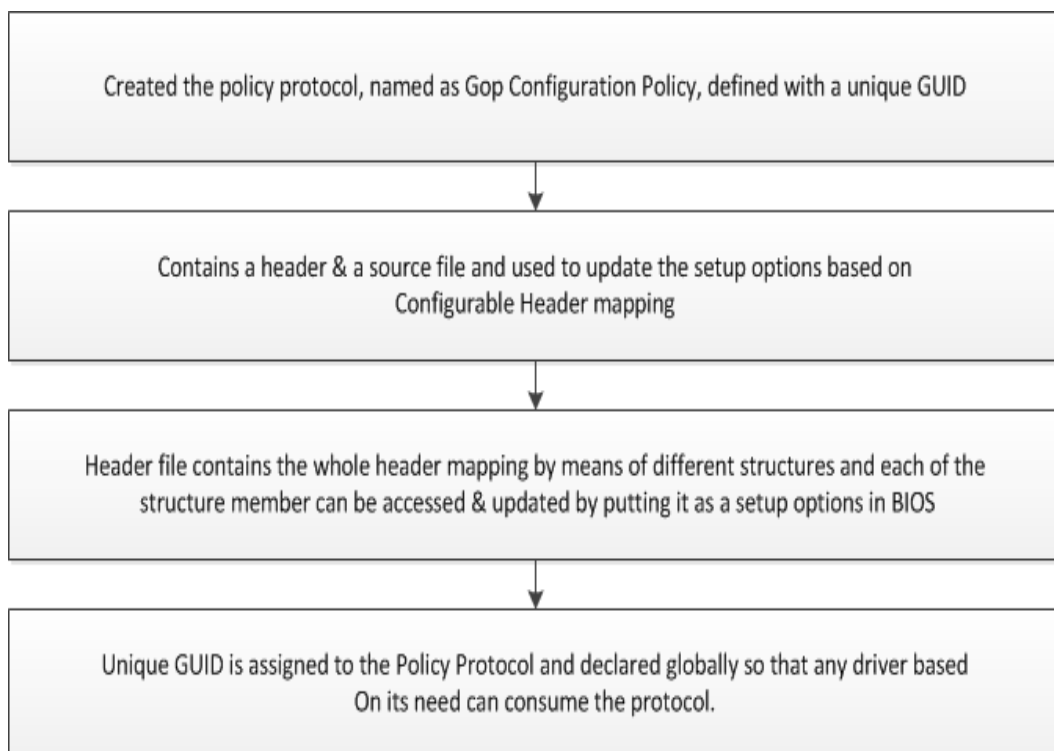 Created the policy protocol, named as Gop Configuration Policy, defined with a unique GUID
Contains a header & a source file and used to update the setup options based on
Configurable Header mapping
Header file contains the whole header mapping by means of different structures and each of the
structure member can be accessed & updated by putting it as a setup options in BIOS
Unique GUID is assigned to the Policy Protocol and declared globally so that any driver based
On its need can consume the protocol.